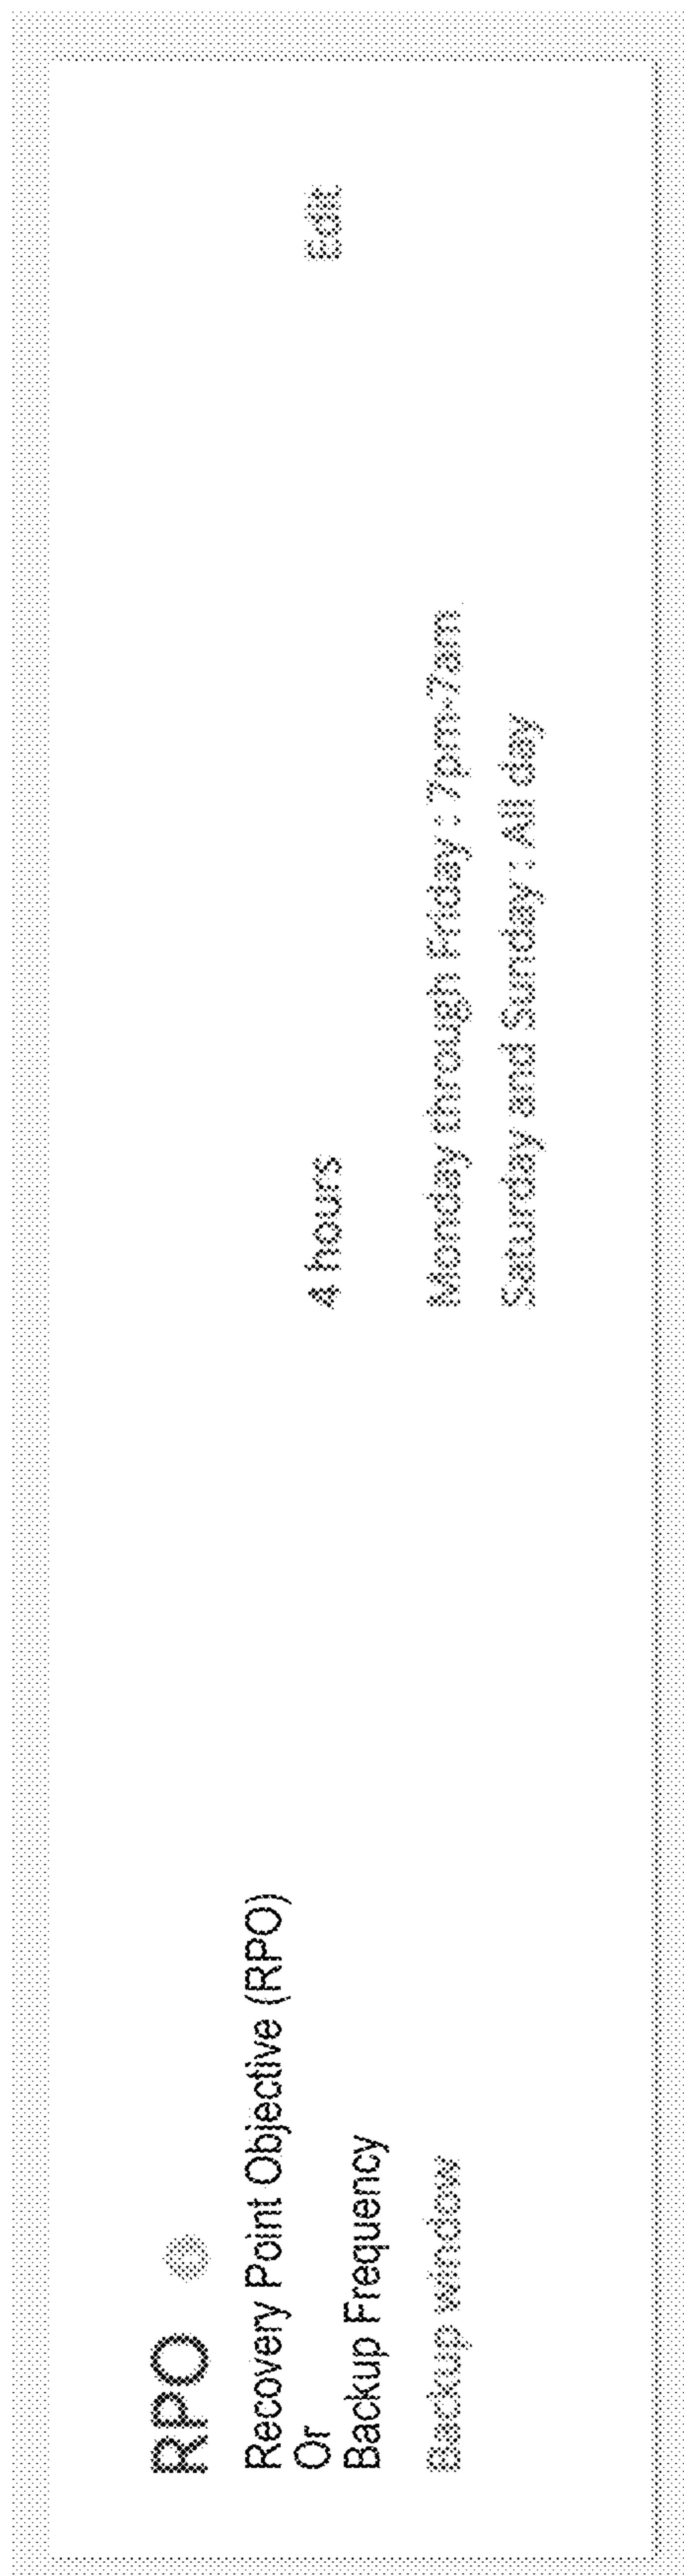 RPO
Recovery Point Objective (RPO)
Or
Backup Frequency
4 hours
Edit
Backup window
Monday through Friday : 7pm-7am
Saturday and Sunday : All day